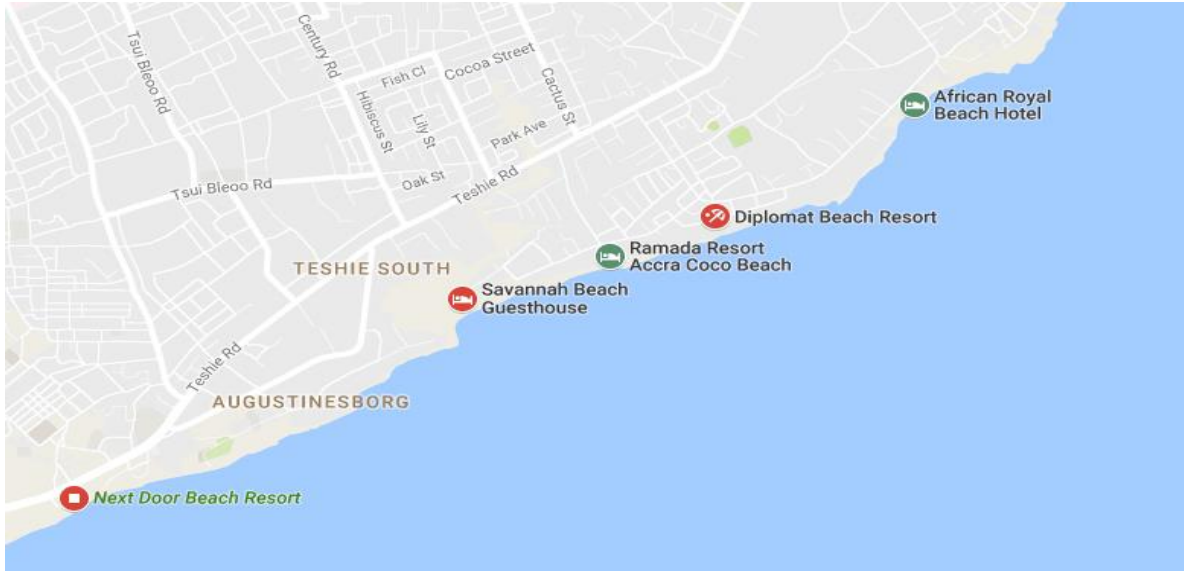 Tsui Bleoo Rd
Century Rd
Fish Cl
Cocoa Street
Hibiscus St
Lily St
Cactus St
Park Ave
African Royal
Beach Hotel
Tsui Bleoo Rd
Oak St
Teshie Rd
Diplomat Beach Resort
Ramada Resort
Accra Coco Beach
TESHIE SOUTH
Savannah Beach
Guesthouse
Teshie Rd
AUGUSTINESBORG
Next Door Beach Resort